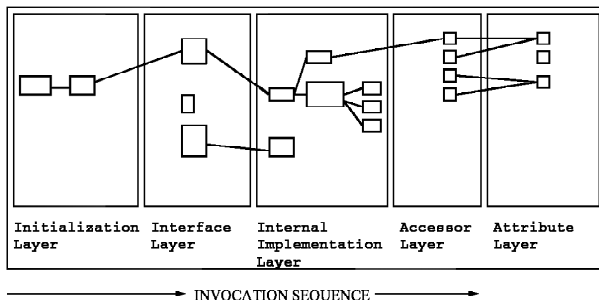 Initialization
Layer
Interface
Layer
Internal
Implementation
Layer
Accessor
Layer
Attribute
Layer
INVOCATION SEQUENCE